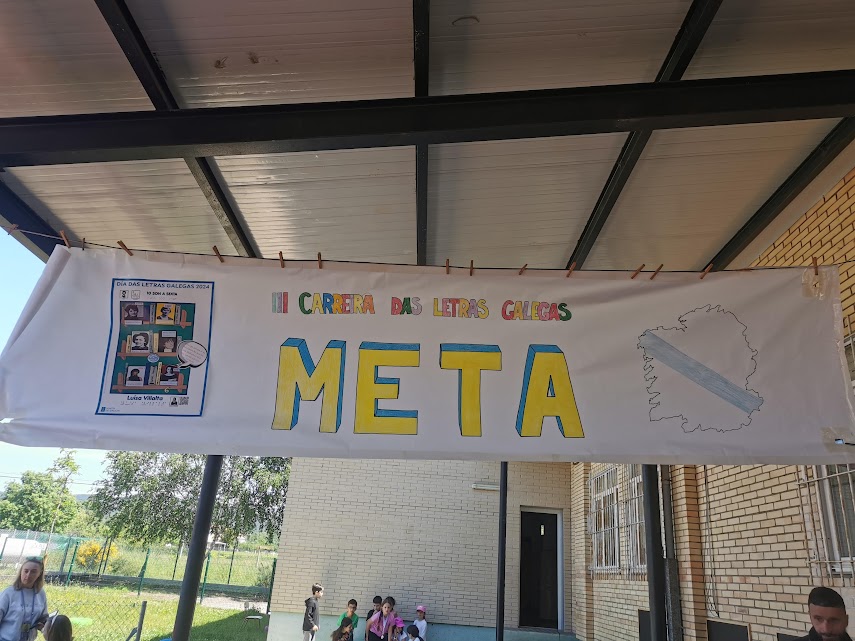 DÍA DAS LETRAS GALEGAS 2024
III CARREIRA DAS LETRAS GALEGAS
META
Luísa Villalta